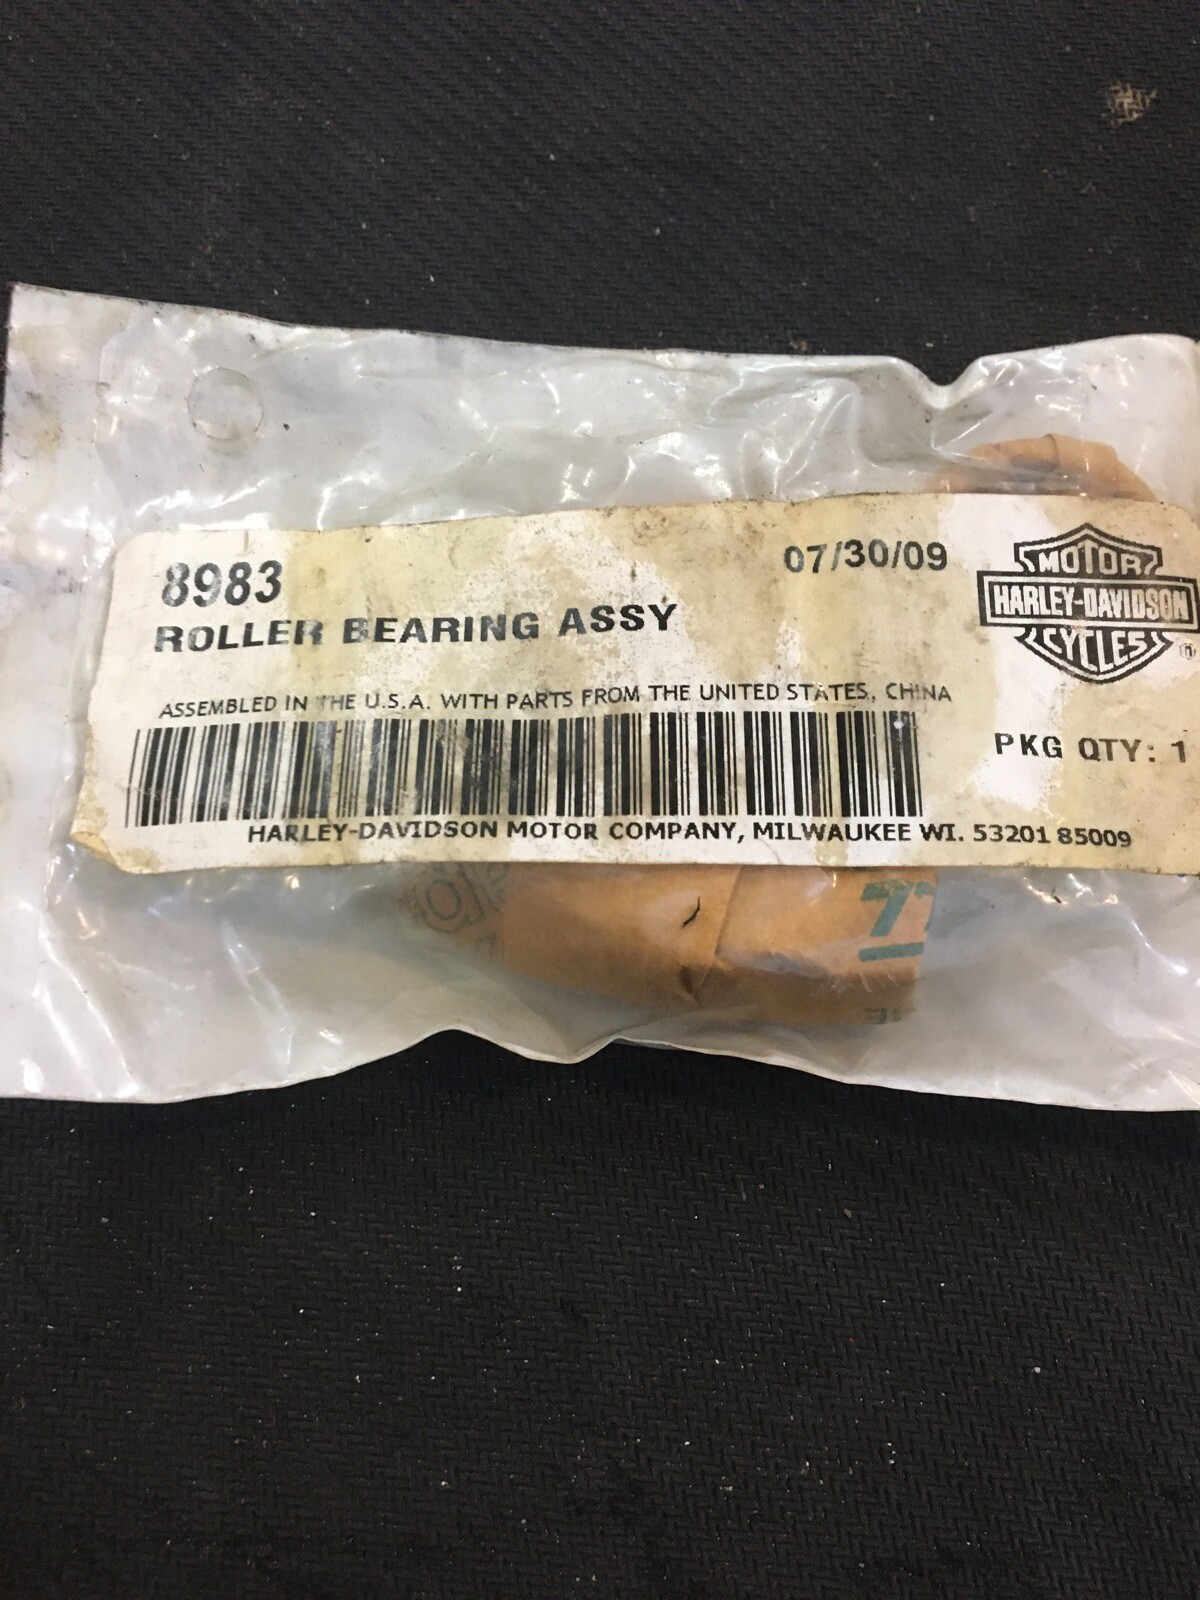 8983
07/30/09
ROLLER BEARING ASSY
MOTOR
HARLEY-DAVIDSON
CYCLES
®
ASSEMBLED IN THE U.S.A. WITH PARTS FROM THE UNITED STATES, CHINA
PKG QTY: 1
HARLEY-DAVIDSON MOTOR COMPANY, MILWAUKEE WI. 53201 85009